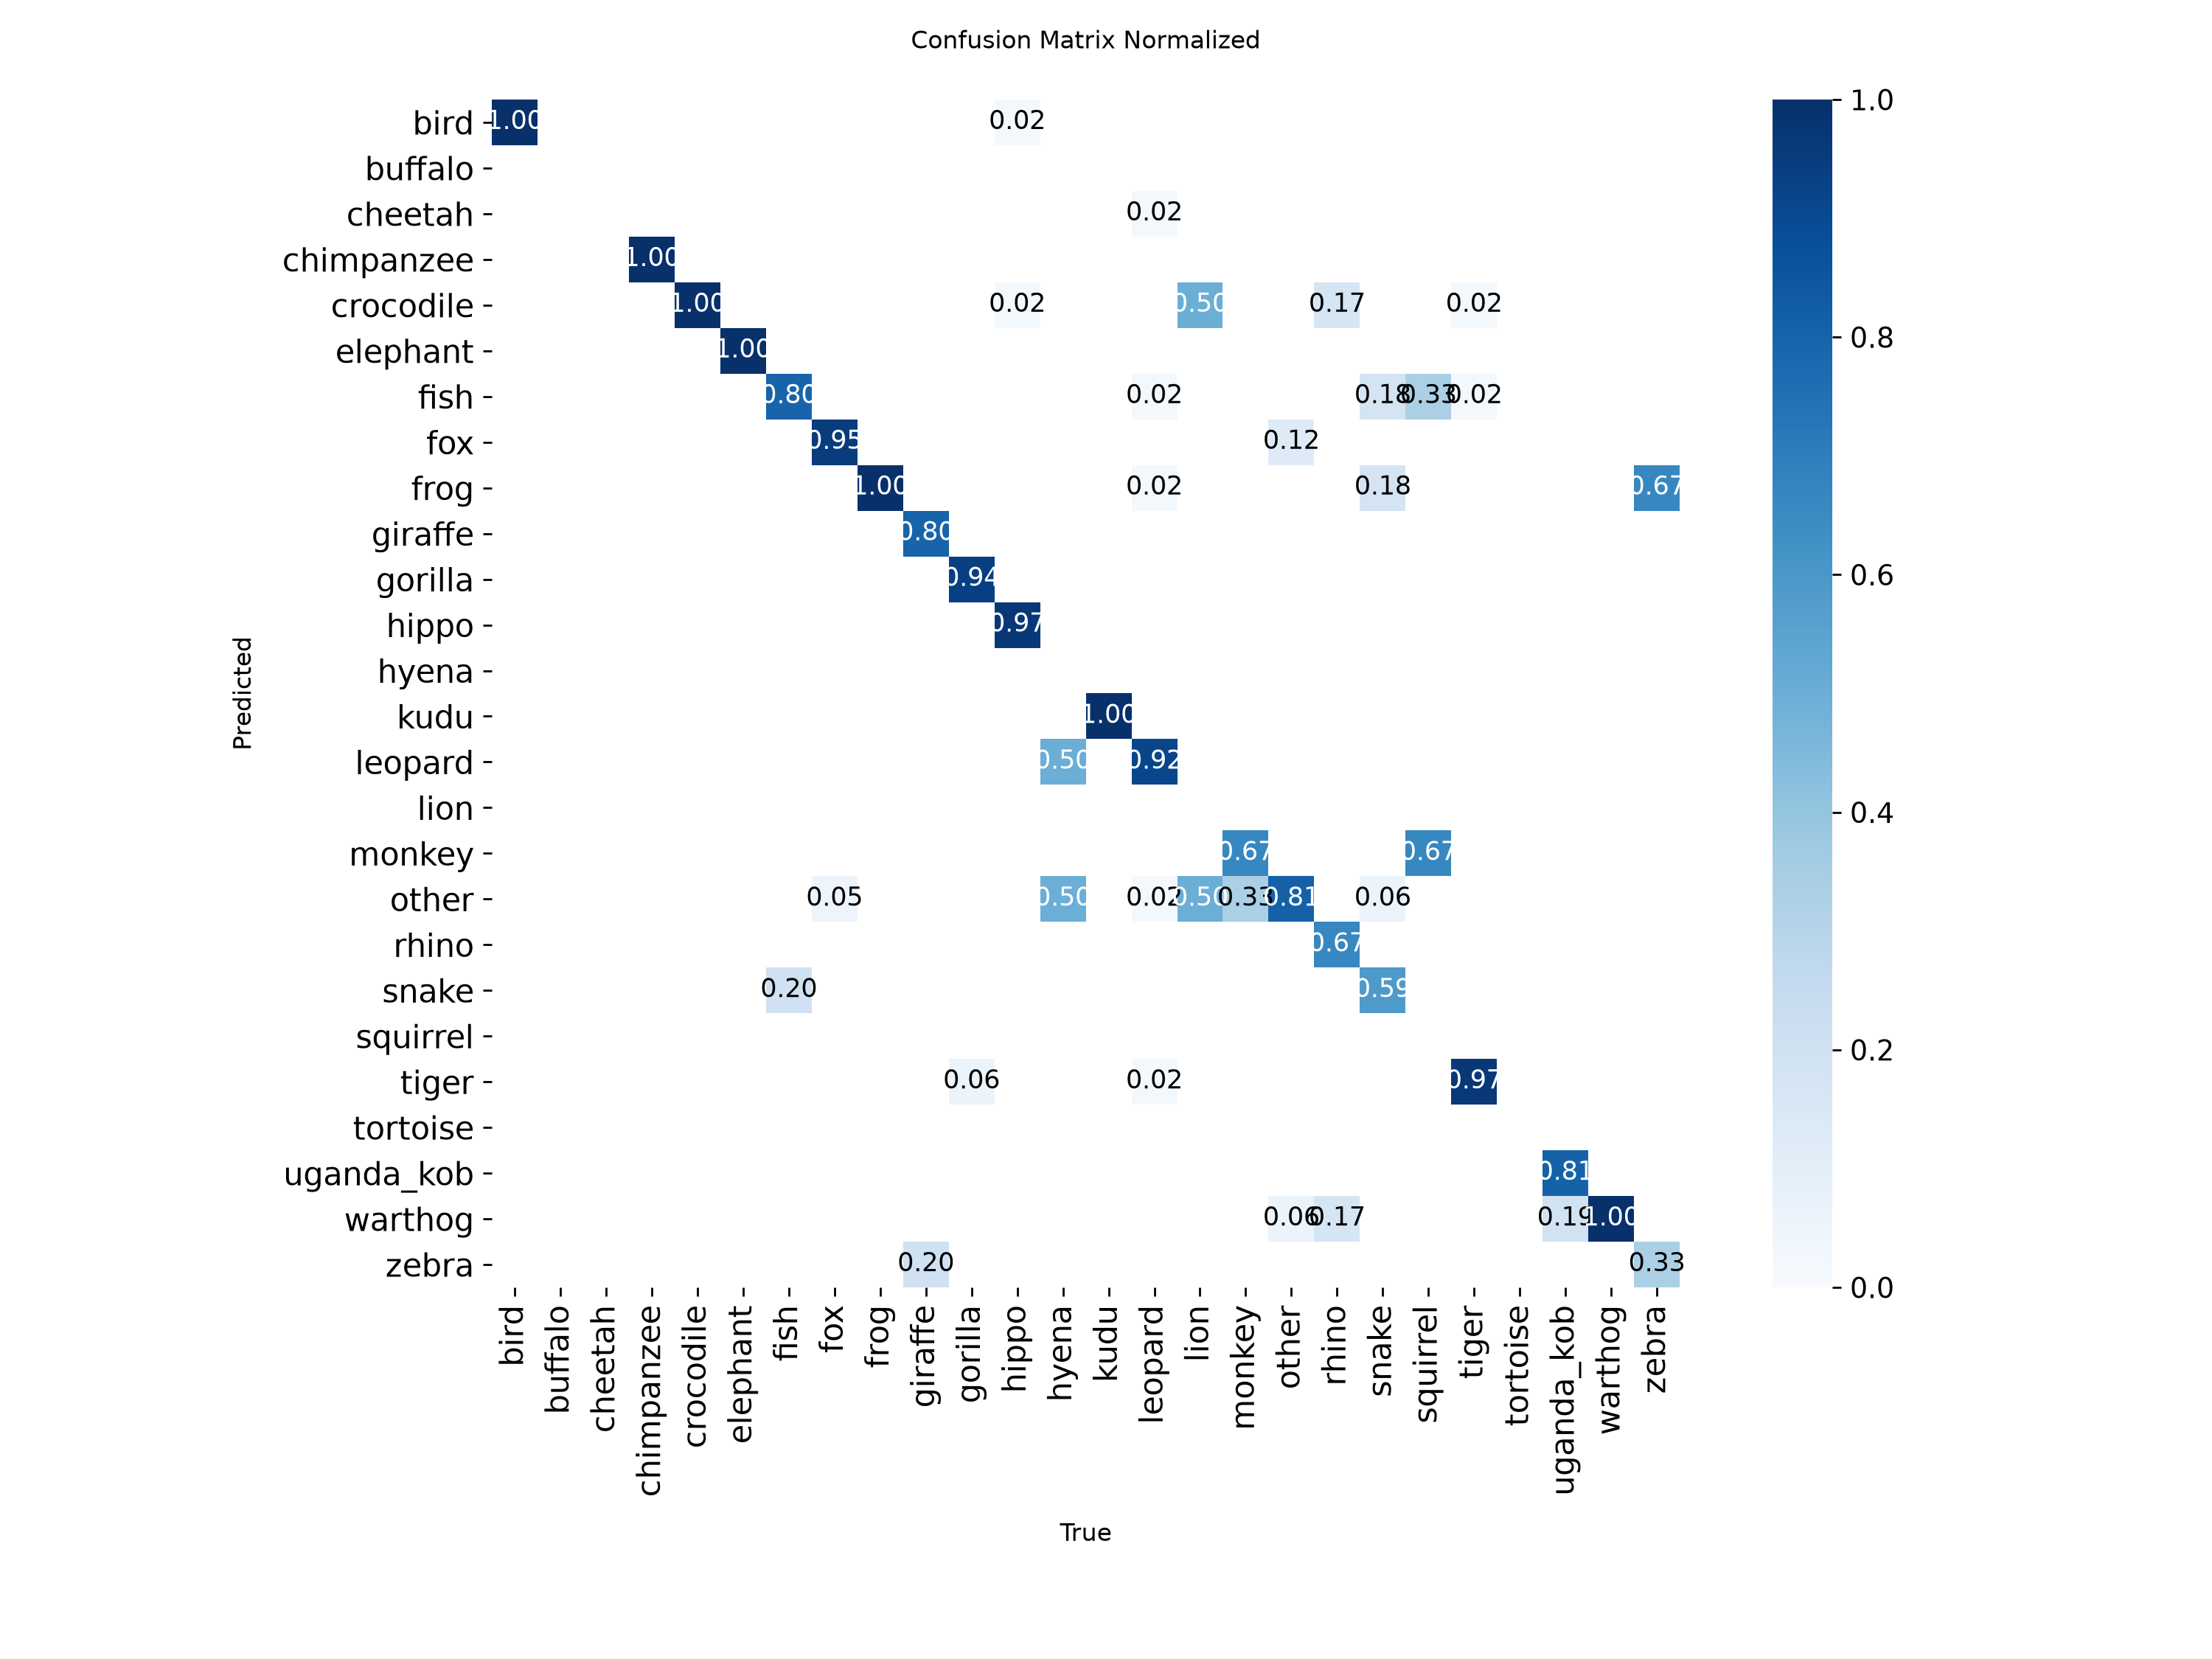 Confusion Matrix Normalized
bird 1.00 0.02
buffalo
cheetah 0.02
chimpanzee 1.00
crocodile 1.00 0.02 0.50 0.17 0.02
elephant 1.00
fish 0.80 0.02 0.18 0.33 0.02
fox 0.95 0.12
frog 1.00 0.02 0.18 0.67
giraffe 0.80
gorilla 0.94
hippo 0.97
hyena
kudu 1.00
leopard 0.50 0.92
lion
monkey 0.67 0.67
other 0.05 0.50 0.02 0.50 0.33 0.81 0.06
rhino 0.67
snake 0.20 0.59
squirrel
tiger 0.06 0.02 0.97
tortoise
uganda_kob 0.81
warthog 0.06 0.17 0.19 1.00
zebra 0.20 0.33
Predicted
bird
buffalo
cheetah
chimpanzee
crocodile
elephant
fish
fox
frog
giraffe
gorilla
hippo
hyena
kudu
leopard
lion
monkey
other
rhino
snake
squirrel
tiger
tortoise
uganda_kob
warthog
zebra
True
1.0
0.8
0.6
0.4
0.2
0.0